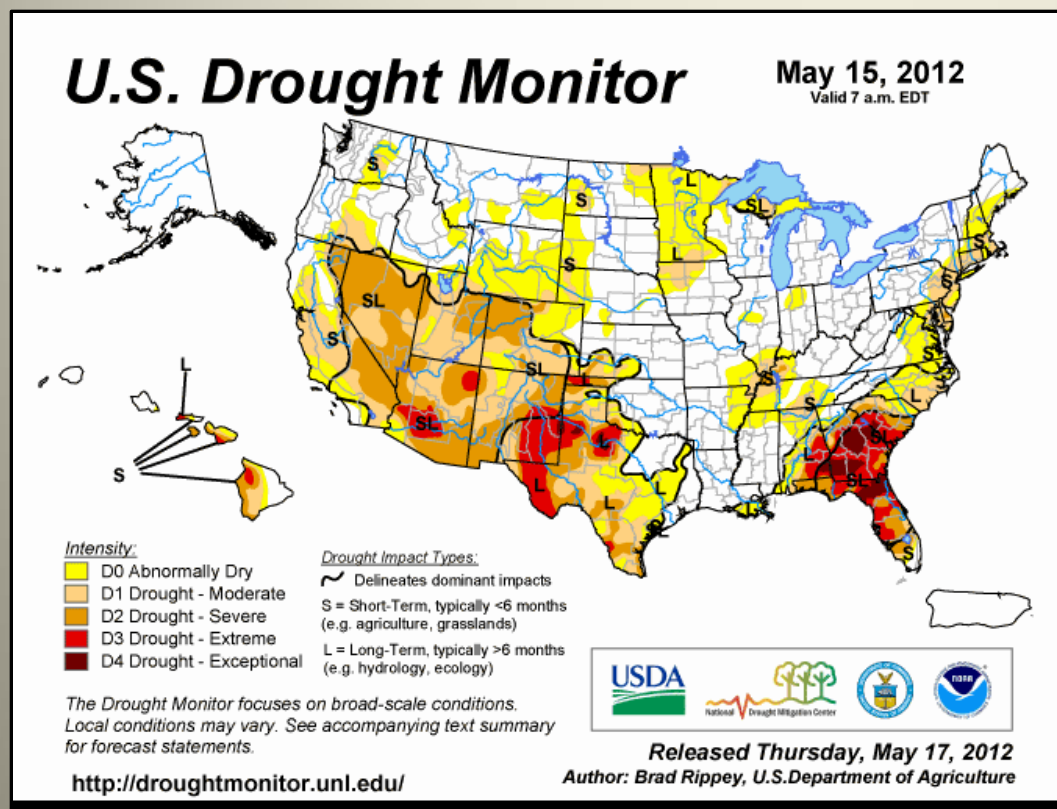 U.S. Drought Monitor
May 15, 2012
Valid 7 a.m. EDT
S
L
SL
L
S
S
L
S
S
SL
S
S
SL
L
S
S
L
SL
SL
L
L
SL
L
SL
L
L
L
L
S
S
L
S
Intensity:
D0 Abnormally Dry
D1 Drought - Moderate
D2 Drought - Severe
D3 Drought - Extreme
D4 Drought - Exceptional
Drought Impact Types:
Delineates dominant impacts
S = Short-Term, typically <6 months
(e.g. agriculture, grasslands)
L = Long-Term, typically >6 months
(e.g. hydrology, ecology)
The Drought Monitor focuses on broad-scale conditions.
Local conditions may vary. See accompanying text summary
for forecast statements.
http://droughtmonitor.unl.edu/
USDA
National Drought Mitigation Center
NOAA
Released Thursday, May 17, 2012
Author: Brad Rippey, U.S.Department of Agriculture